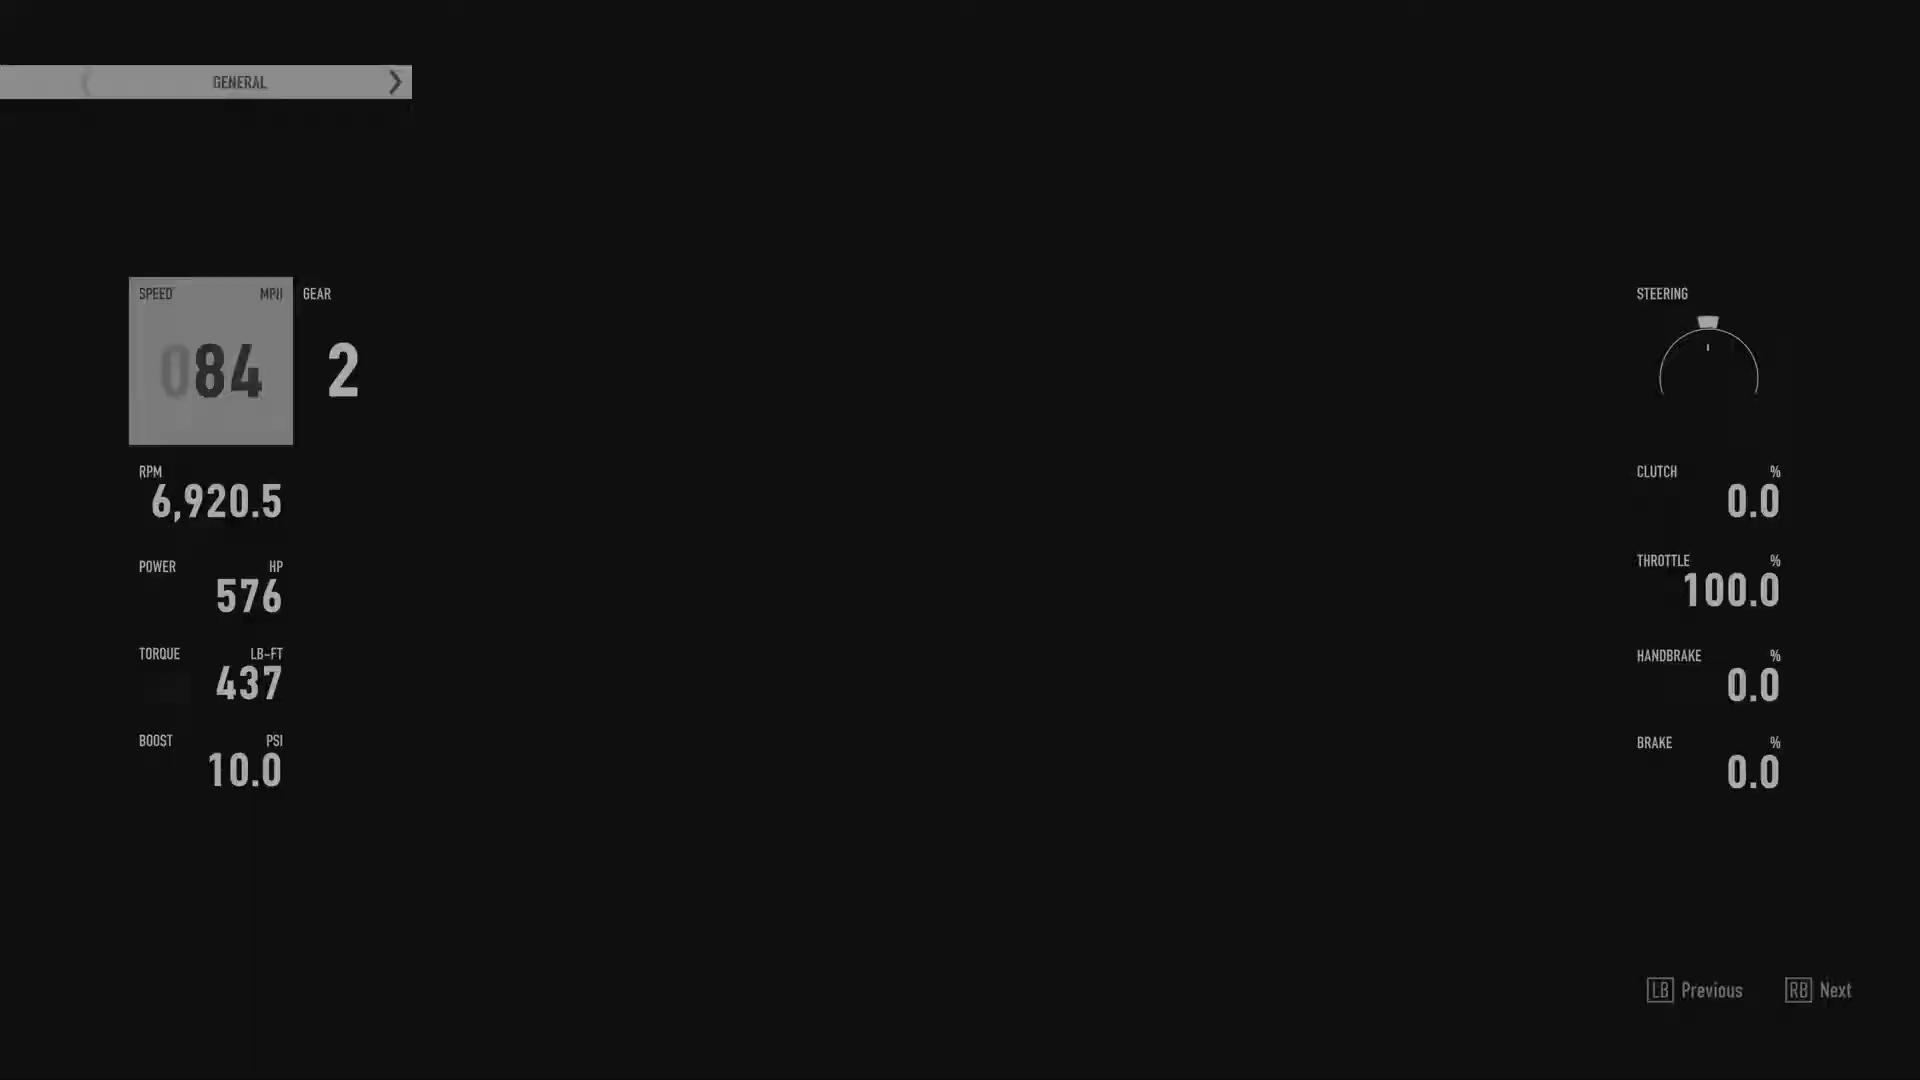 GENERAL
SPEED MPH GEAR
084 2
RPM
6,920.5
POWER HP
576
TORQUE LB-FT
437
BOOST PSI
10.0
STEERING
CLUTCH %
0.0
THROTTLE %
100.0
HANDBRAKE %
0.0
BRAKE %
0.0
LB Previous RB Next